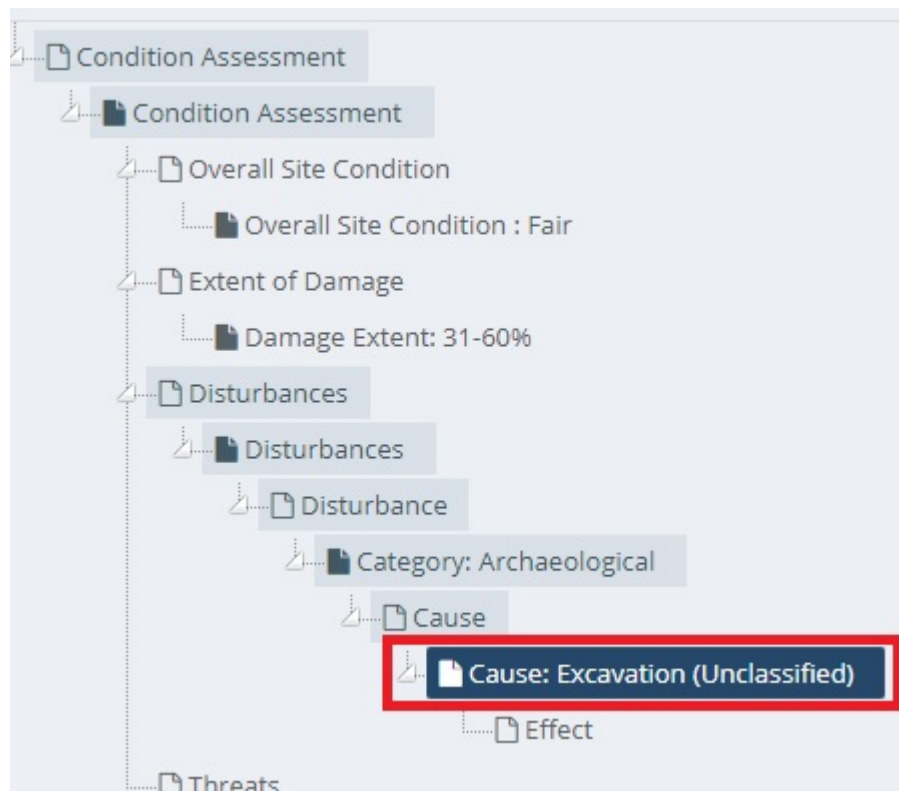 Condition Assessment
Condition Assessment
Overall Site Condition
Overall Site Condition : Fair
Extent of Damage
Damage Extent: 31-60%
Disturbances
Disturbances
Disturbance
Category: Archaeological
Cause
Cause: Excavation (Unclassified)
Effect
Threats